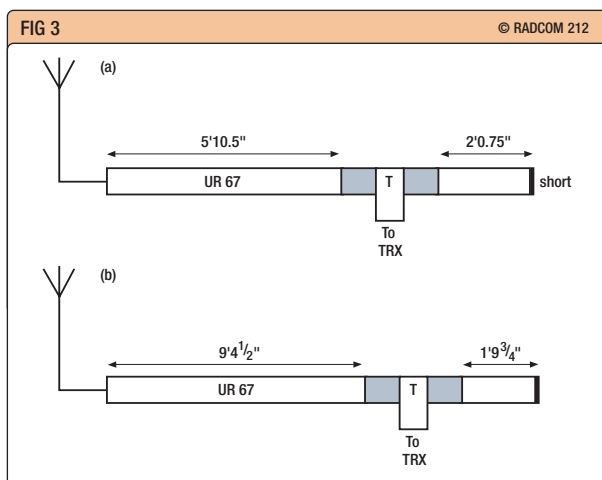 FIG 3 © RADCOM 212
(a)
5'10.5" 2'0.75"
UR 67 T short
To
TRX
(b)
9'4 1/2" 1'9 3/4"
UR 67 T
To
TRX